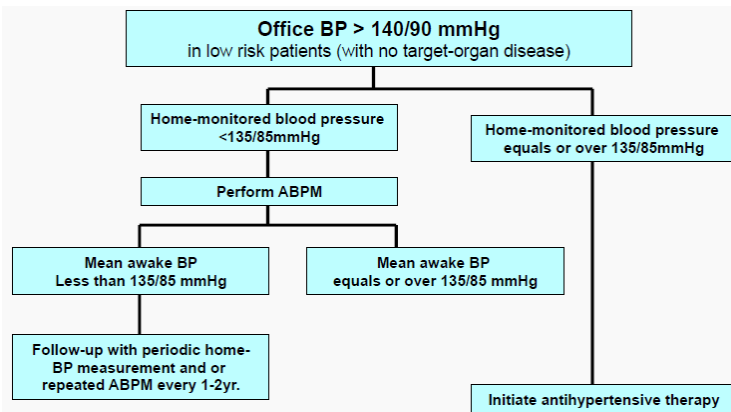 Office BP > 140/90 mmHg
in low risk patients (with no target-organ disease)
Home-monitored blood pressure
<135/85mmHg
Home-monitored blood pressure
equals or over 135/85mmHg
Perform ABPM
Mean awake BP
Less than 135/85 mmHg
Mean awake BP
equals or over 135/85 mmHg
Follow-up with periodic home-
BP measurement and or
repeated ABPM every 1-2yr.
Initiate antihypertensive therapy